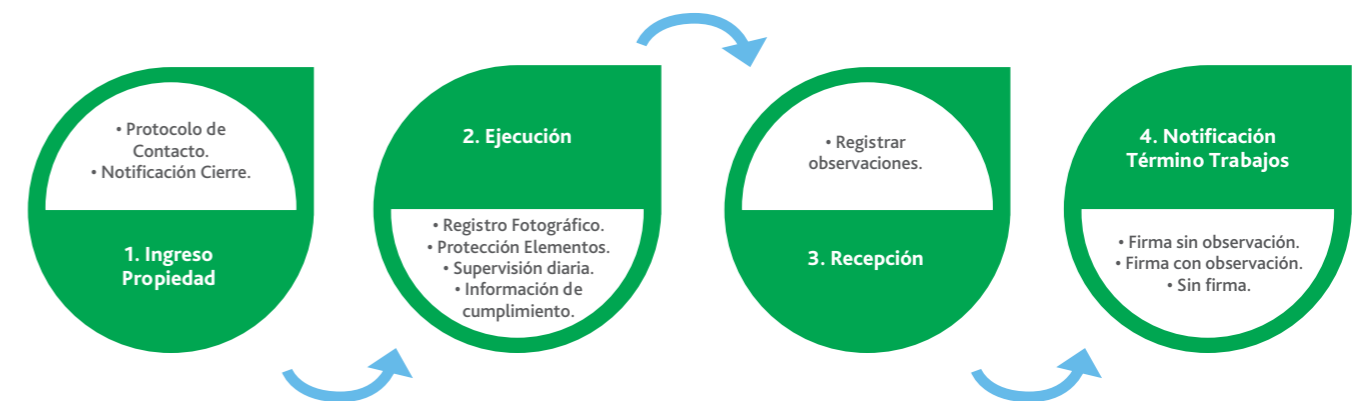 • Protocolo de
Contacto.
• Notificación Cierre.
1. Ingreso
Propiedad
2. Ejecución
• Registro Fotográfico.
• Protección Elementos.
• Supervisión diaria.
• Información de
cumplimiento.
• Registrar
observaciones.
3. Recepción
4. Notificación
Término Trabajos
• Firma sin observación.
• Firma con observación.
• Sin firma.